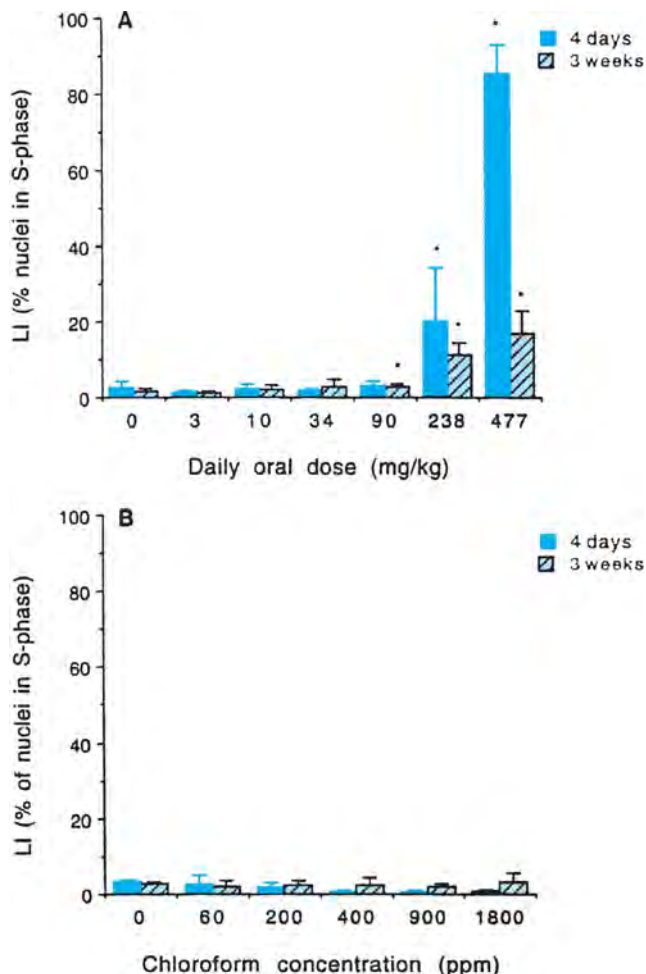 A
4 days
3 weeks
LI (% nuclei in S-phase)
100
80
60
40
20
0
* * * * *
0 3 10 34 90 238 477
Daily oral dose (mg/kg)
B
4 days
3 weeks
LI (% of nuclei in S-phase)
100
80
60
40
20
0
0 60 200 400 900 1800
Chloroform concentration (ppm)